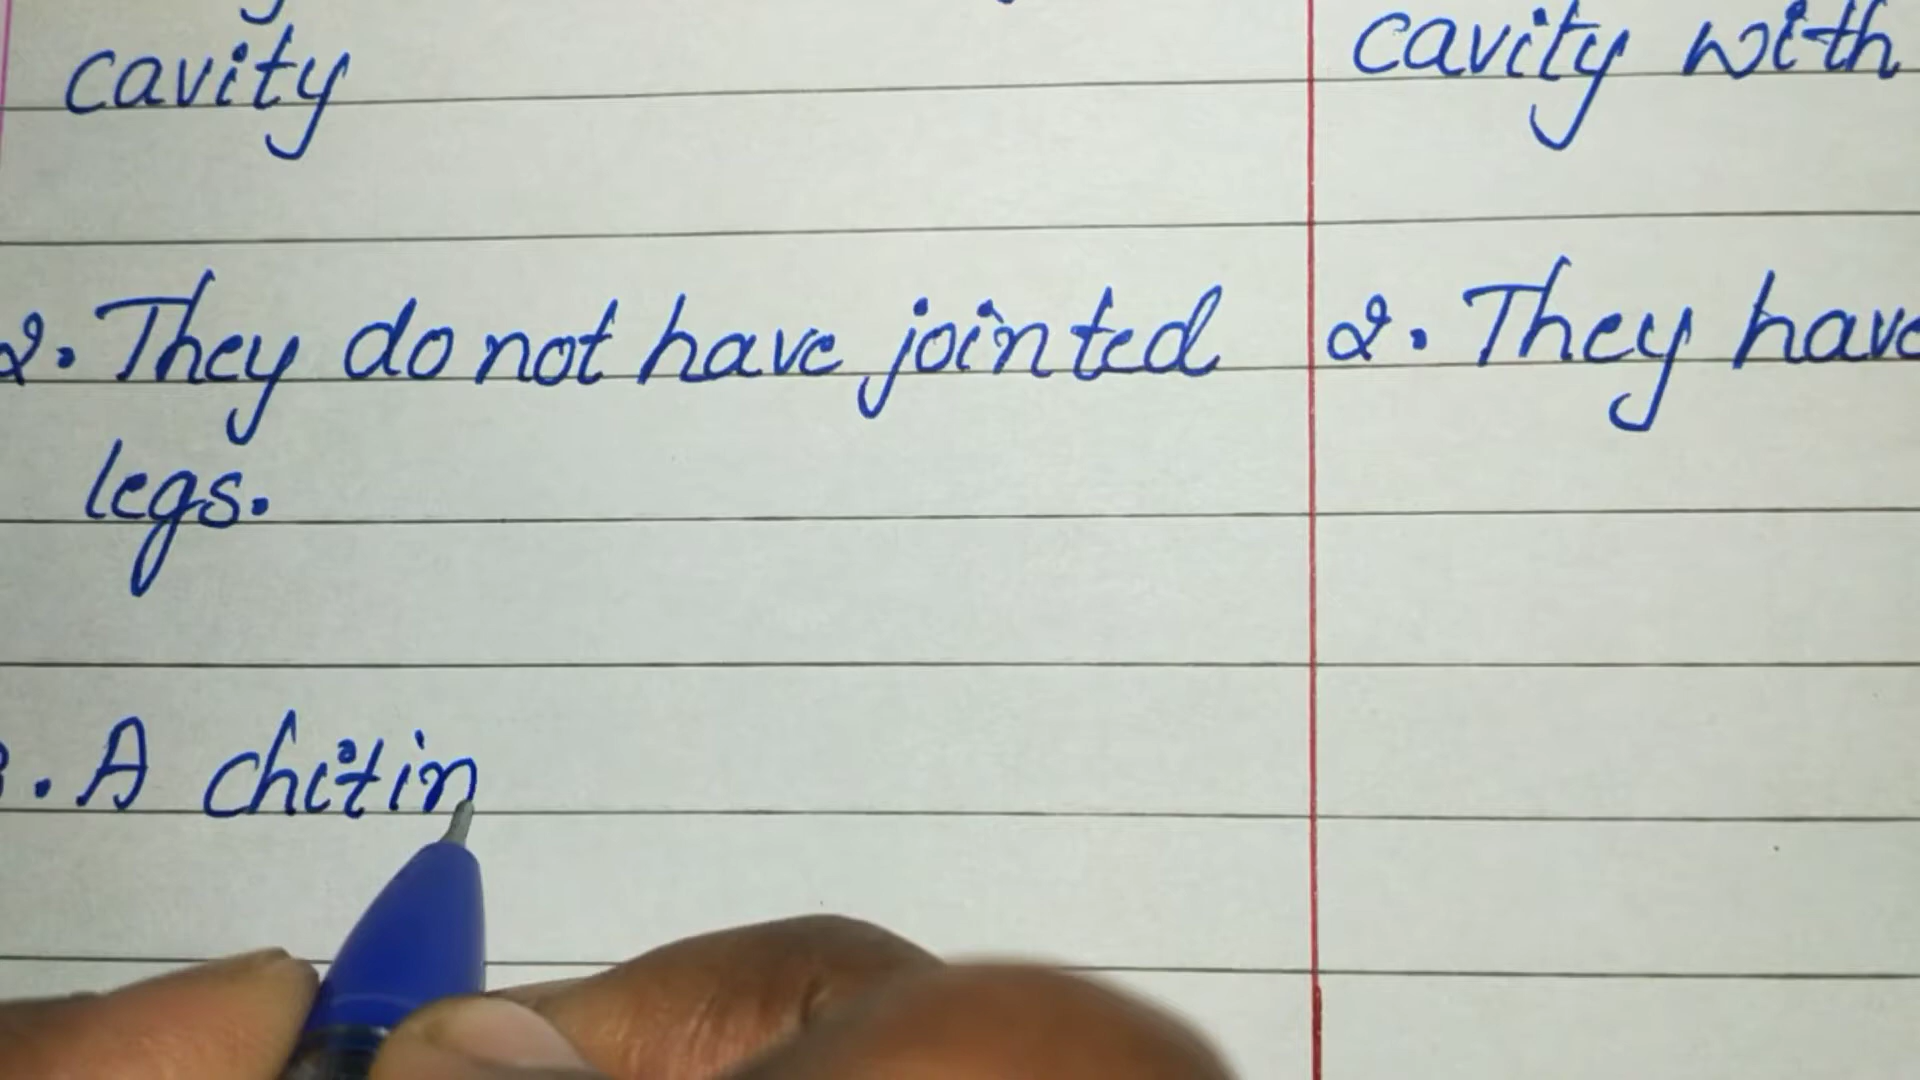 cavity
cavity with
2. They do not have jointed
legs.
2. They have
3. A chitin